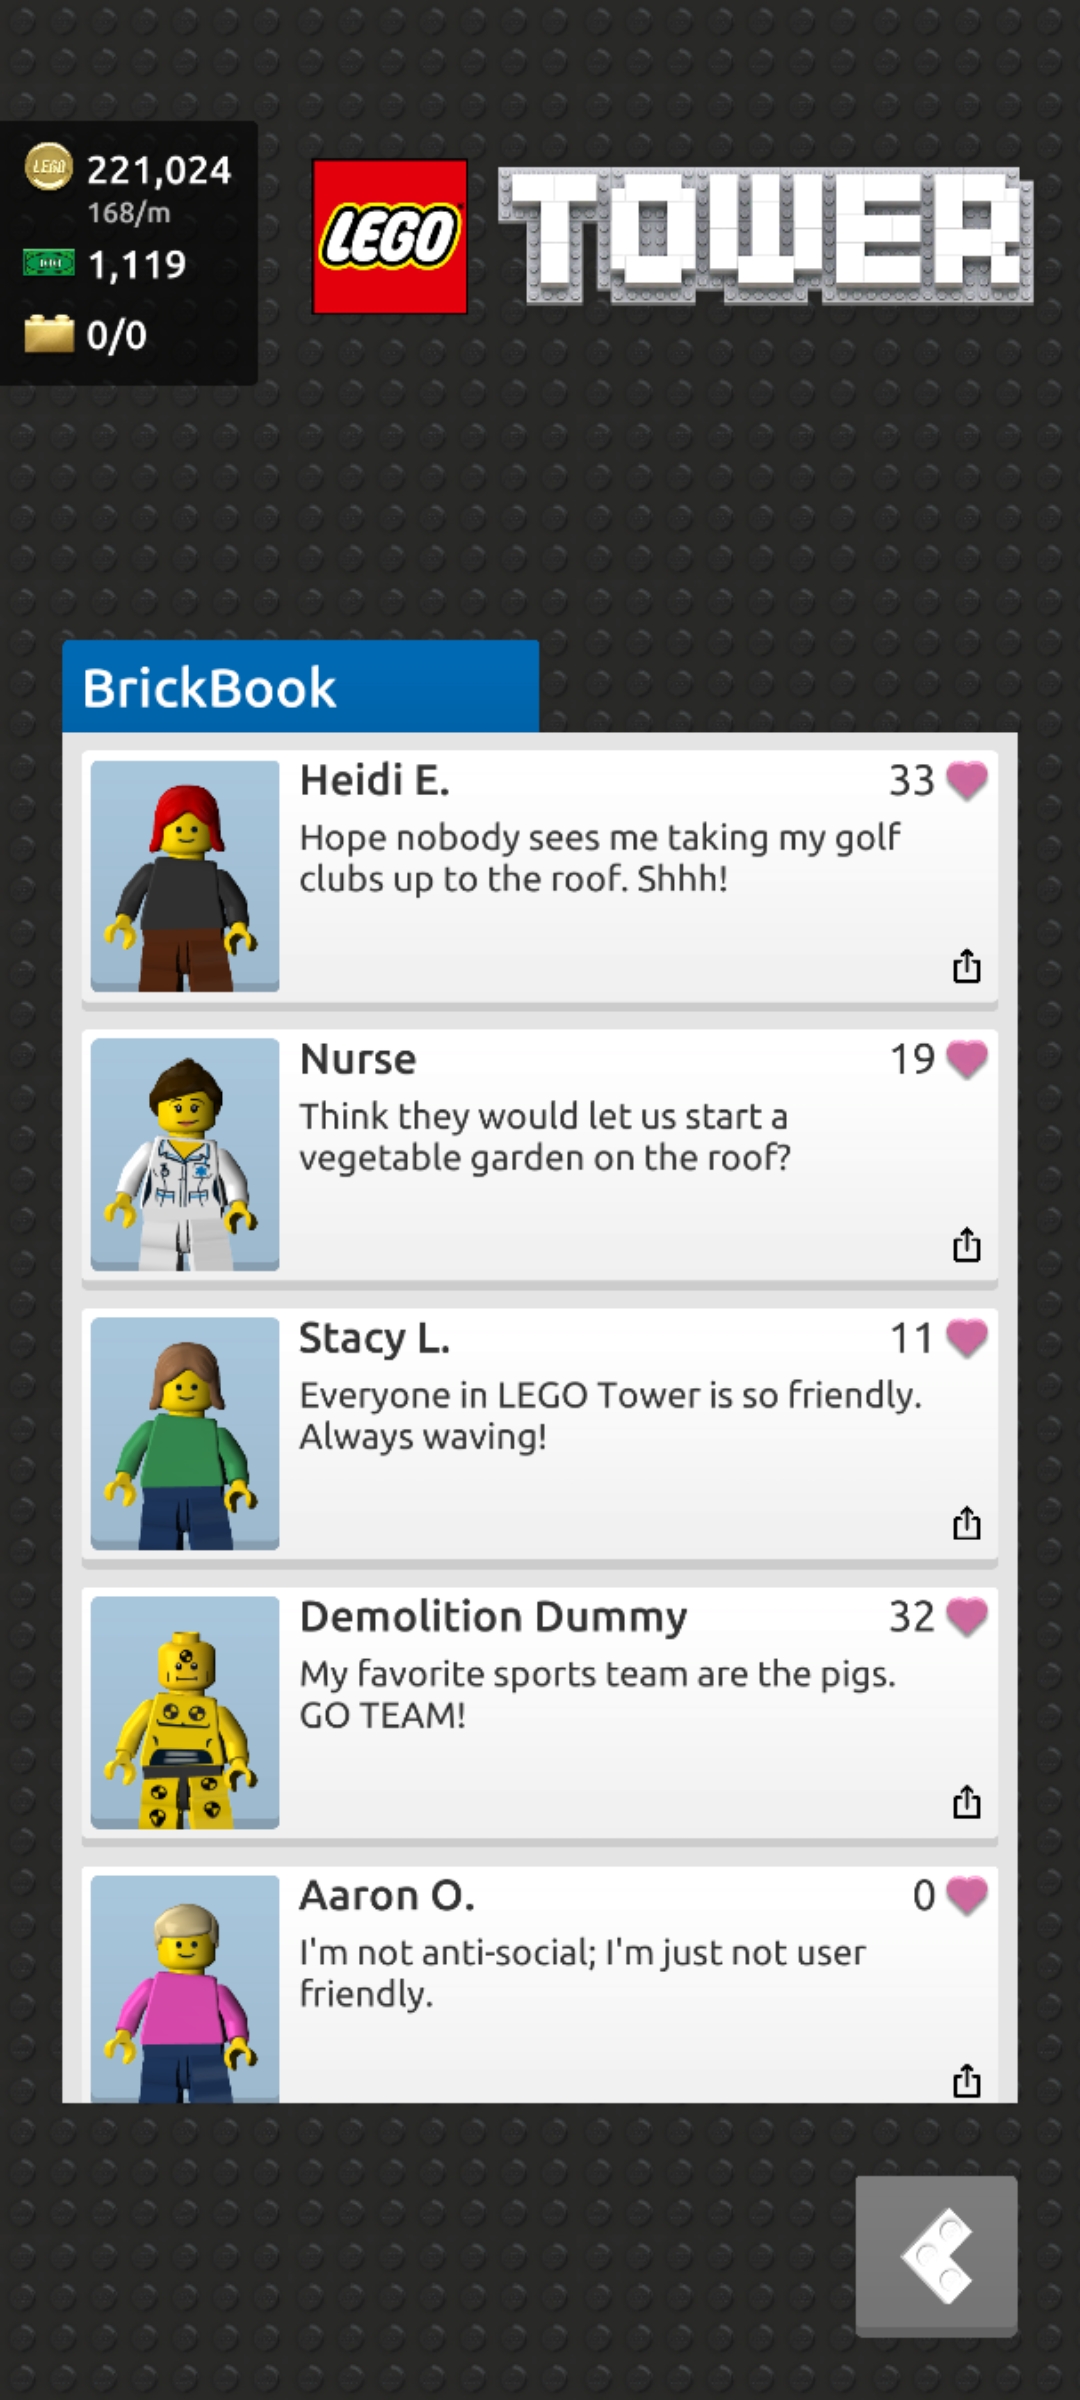 LEGO 221,024
168/m
1,119
0/0
LEGO TOWER
BrickBook
Heidi E. 33
Hope nobody sees me taking my golf
clubs up to the roof. Shhh!
Nurse 19
Think they would let us start a
vegetable garden on the roof?
Stacy L. 11
Everyone in LEGO Tower is so friendly.
Always waving!
Demolition Dummy 32
My favorite sports team are the pigs.
GO TEAM!
Aaron O. 0
I'm not anti-social; I'm just not user
friendly.